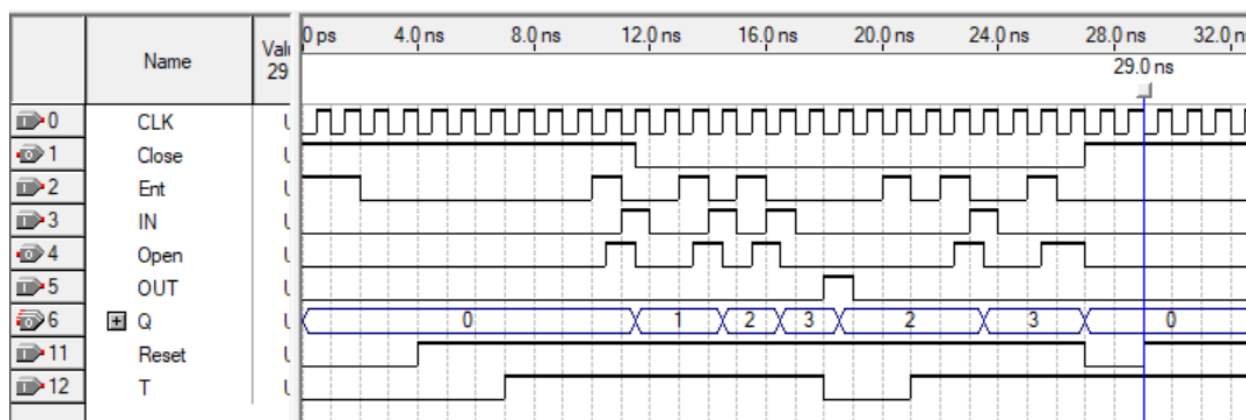 Name Valu 29 0 ps 4.0 ns 8.0 ns 12.0 ns 16.0 ns 20.0 ns 24.0 ns 28.0 ns 32.0 n
29.0 ns
0 CLK U
1 Close U
2 Ent U
3 IN U
4 Open U
5 OUT U
6 Q U 0 1 2 3 2 3 0
11 Reset U
12 T U